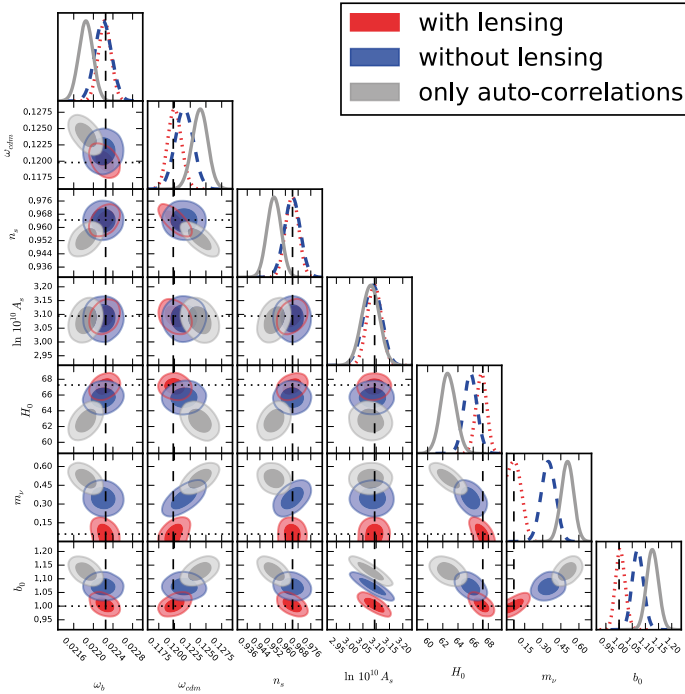 with lensing
without lensing
only auto-correlations
ω_cdm
0.1275
0.1250
0.1225
0.1200
0.1175
n_s
0.976
0.968
0.960
0.952
0.944
0.936
ln 10^10 A_s
3.20
3.15
3.10
3.05
3.00
2.95
H_0
68
66
64
62
60
m_ν
0.60
0.45
0.30
0.15
b_0
1.20
1.15
1.10
1.05
1.00
0.95
0.0216 0.0220 0.0224 0.0228
0.1175 0.1200 0.1225 0.1250 0.1275
0.936 0.944 0.952 0.960 0.968 0.976
2.95 3.00 3.05 3.10 3.15 3.20
60 62 64 66 68
0.15 0.30 0.45 0.60
0.95 1.00 1.05 1.10 1.15 1.20
ω_b ω_cdm n_s ln 10^10 A_s H_0 m_ν b_0